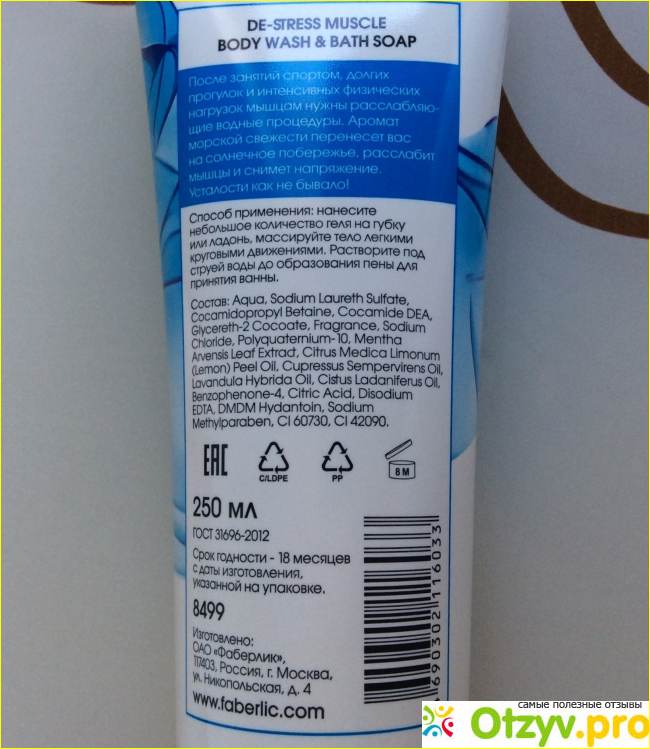 DE-STRESS MUSCLE
BODY WASH & BATH SOAP
После занятий спортом, долгих
прогулок и интенсивных физических
нагрузок мышцам нужны расслабляю-
щие водные процедуры. Аромат
морской свежести перенесет вас
на солнечное побережье, расслабит
мышцы и снимет напряжение.
Усталости как не бывало!
Способ применения: нанесите
небольшое количество геля на губку
или ладонь, массируйте тело легкими
круговыми движениями. Растворите под
струей воды до образования пены для
принятия ванны.
Состав: Aqua, Sodium Laureth Sulfate,
Cocamidopropyl Betaine, Cocamide DEA,
Glycereth-2 Cocoate, Fragrance, Sodium
Chloride, Polyquaternium-10, Mentha
Arvensis Leaf Extract, Citrus Medica Limonum
(Lemon) Peel Oil, Cupressus Sempervirens Oil,
Lavandula Hybrida Oil, Cistus Ladaniferus Oil,
Benzophenone-4, Citric Acid, Disodium
EDTA, DMDM Hydantoin, Sodium
Methylparaben, CI 60730, CI 42090.
EAC
C/LDPE
PP
8 M
250 мл
ГОСТ 31696-2012
Срок годности - 18 месяцев
с даты изготовления,
указанной на упаковке.
8499
Изготовлено:
ОАО «Фаберлик»,
117403, Россия, г. Москва,
ул. Никопольская, д. 4
www.faberlic.com
690302 116033
самые полезные отзывы
Otzyv.pro